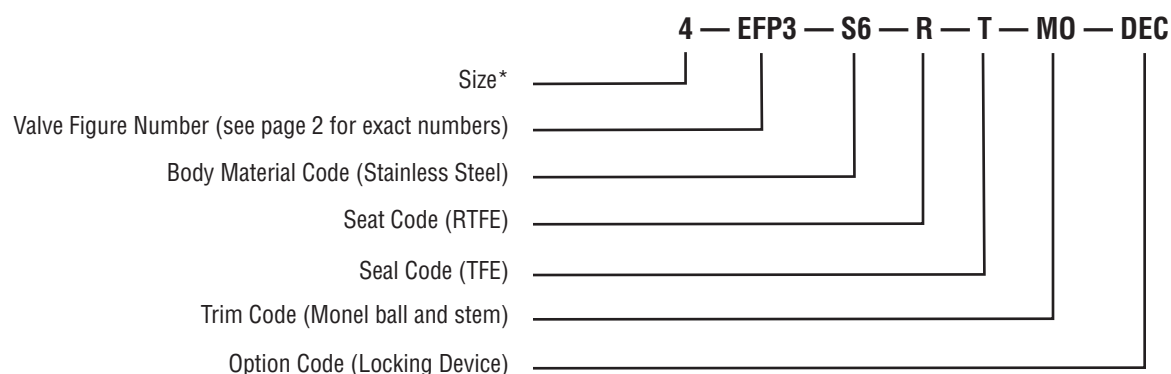 4 — EFP3 — S6 — R — T — MO — DEC
Size*
Valve Figure Number (see page 2 for exact numbers)
Body Material Code (Stainless Steel)
Seat Code (RTFE)
Seal Code (TFE)
Trim Code (Monel ball and stem)
Option Code (Locking Device)